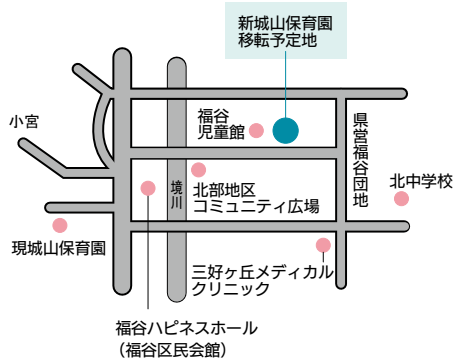 新城山保育園
移転予定地
小宮
福谷
児童館
県営福谷団地
北中学校
境川
北部地区
コミュニティ広場
現城山保育園
三好ヶ丘メディカル
クリニック
福谷ハピネスホール
（福谷区民会館）